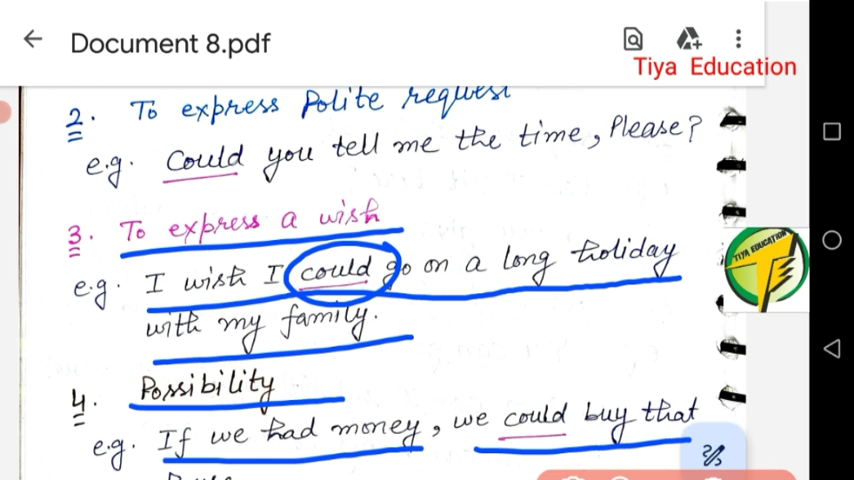 Document 8.pdf
Tiya Education
2. To express Polite request
e.g. Could you tell me the time, Please?
3. To express a wish
e.g. I wish I could go on a long holiday
with my family.
TIYA EDUCATION
4. Possibility
e.g. If we had money, we could buy that